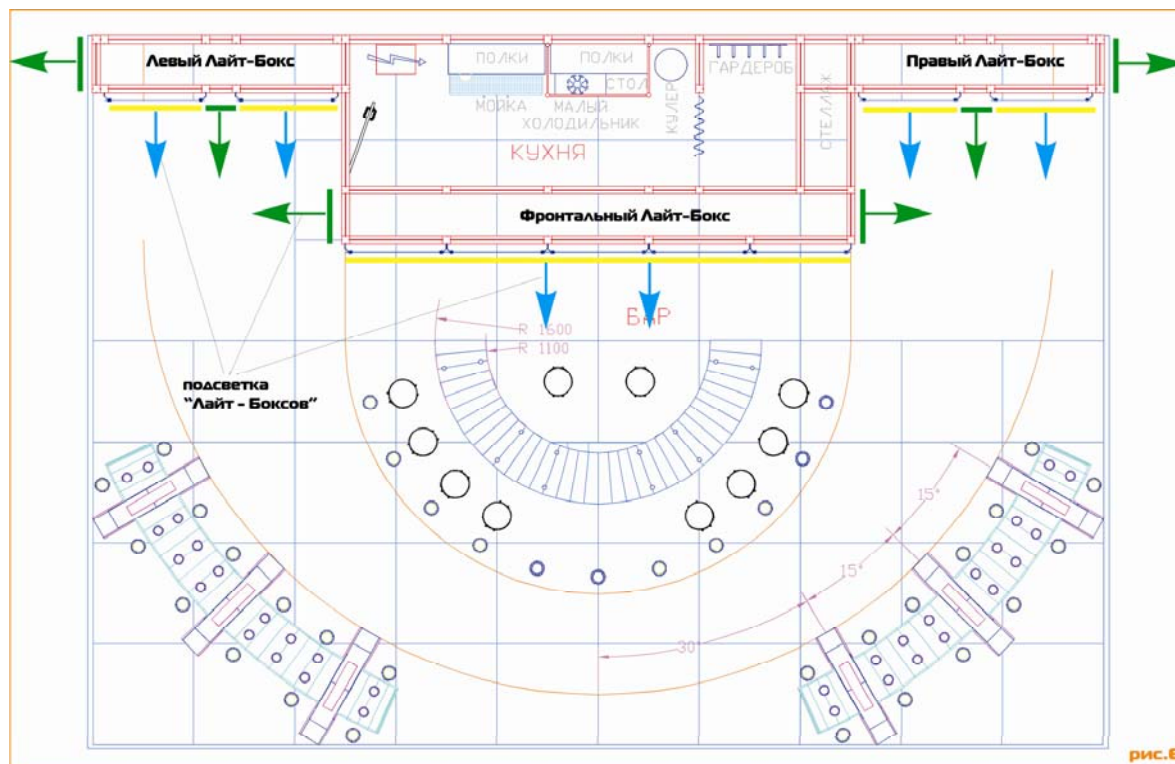 Левый Лайт-Бокс
ПОЛКИ
ПОЛКИ
ГАРДЕРОБ
Правый Лайт-Бокс
СТОЛ
МОЙКА
МАЛЫЙ
ХОЛОДИЛЬНИК
КУЛЕР
СТЕЛЛАЖ
КУХНЯ
Фронтальный Лайт-Бокс
БАР
R 1600
R 1100
подсветка
“Лайт - Боксов”
15°
15°
30°